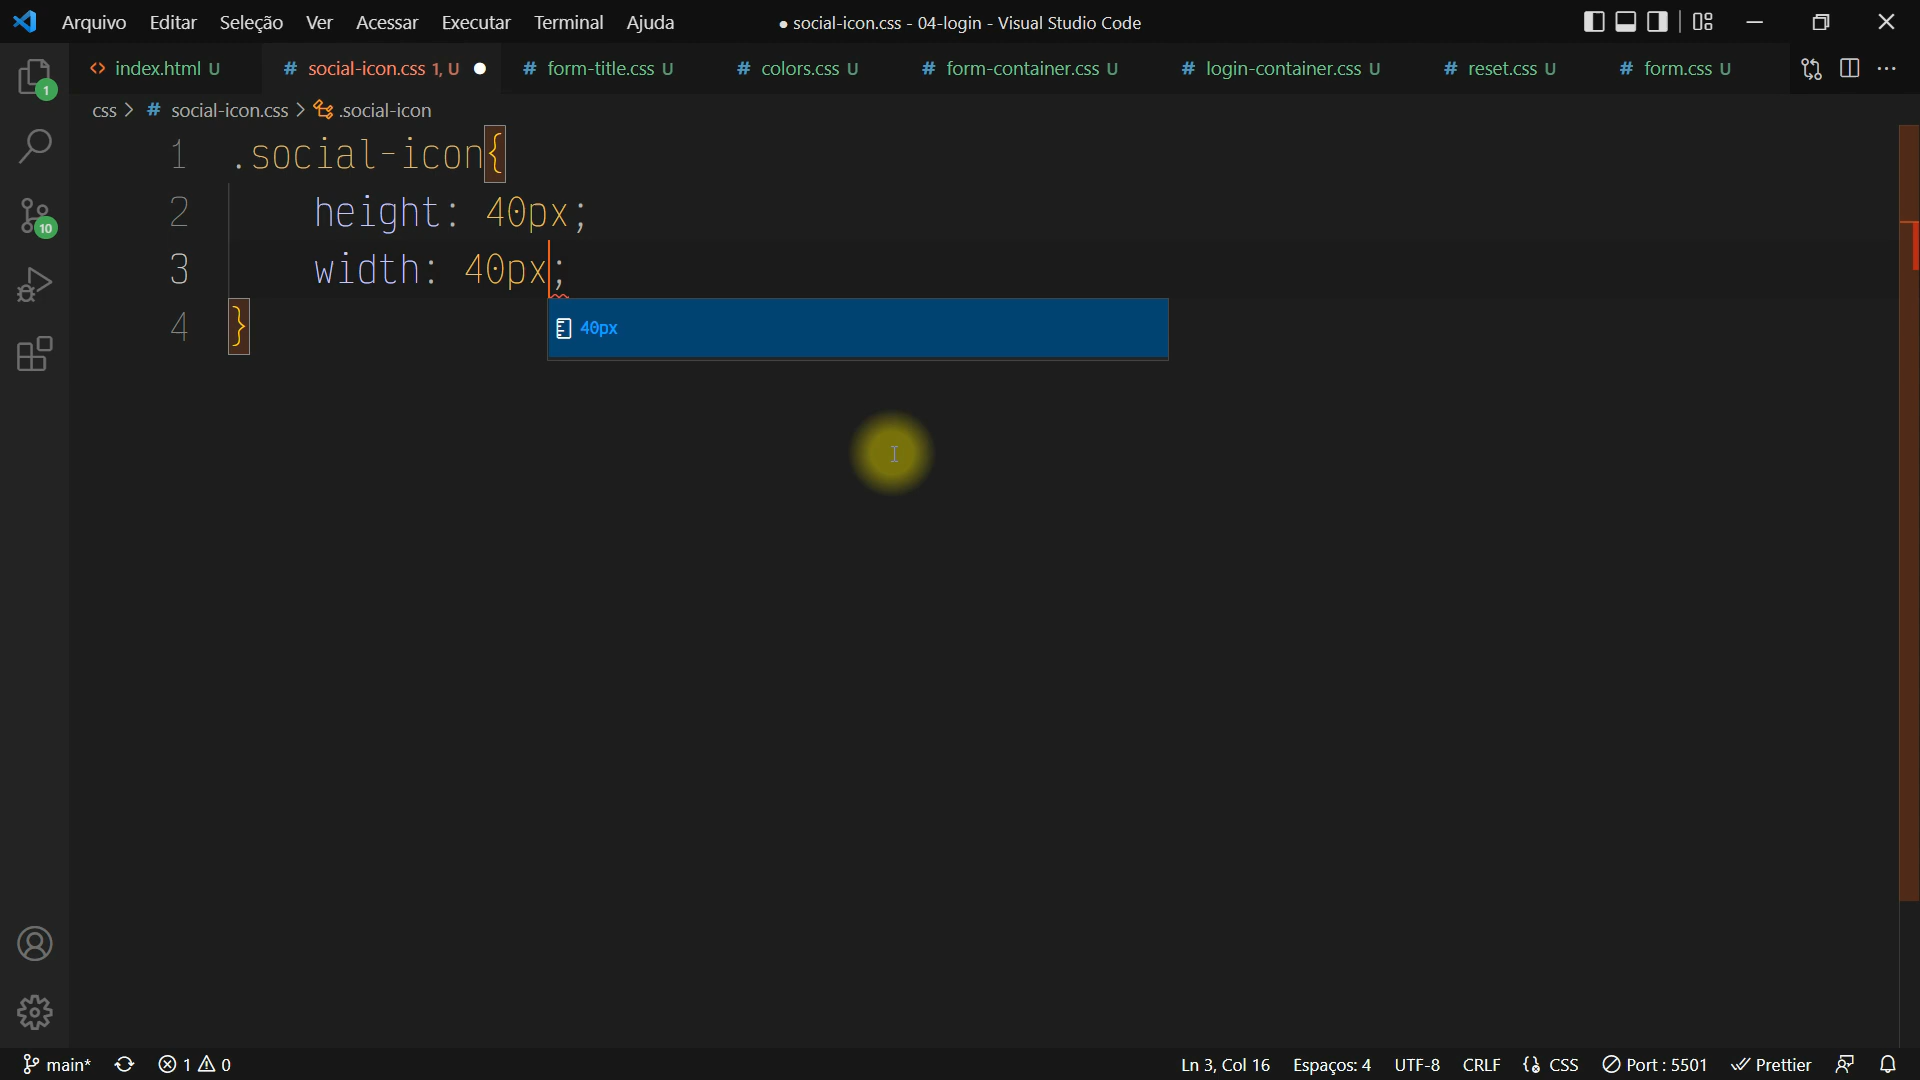 Arquivo Editar Seleção Ver Acessar Executar Terminal Ajuda ● social-icon.css - 04-login - Visual Studio Code
<> index.html U # social-icon.css 1, U ● # form-title.css U # colors.css U # form-container.css U # login-container.css U # reset.css U # form.css U
css > # social-icon.css > .social-icon
1 .social-icon{
2 height: 40px;
3 width: 40px;
4 }
40px
1
10
main* 1 0 Ln 3, Col 16 Espaços: 4 UTF-8 CRLF {} CSS Port : 5501 Prettier